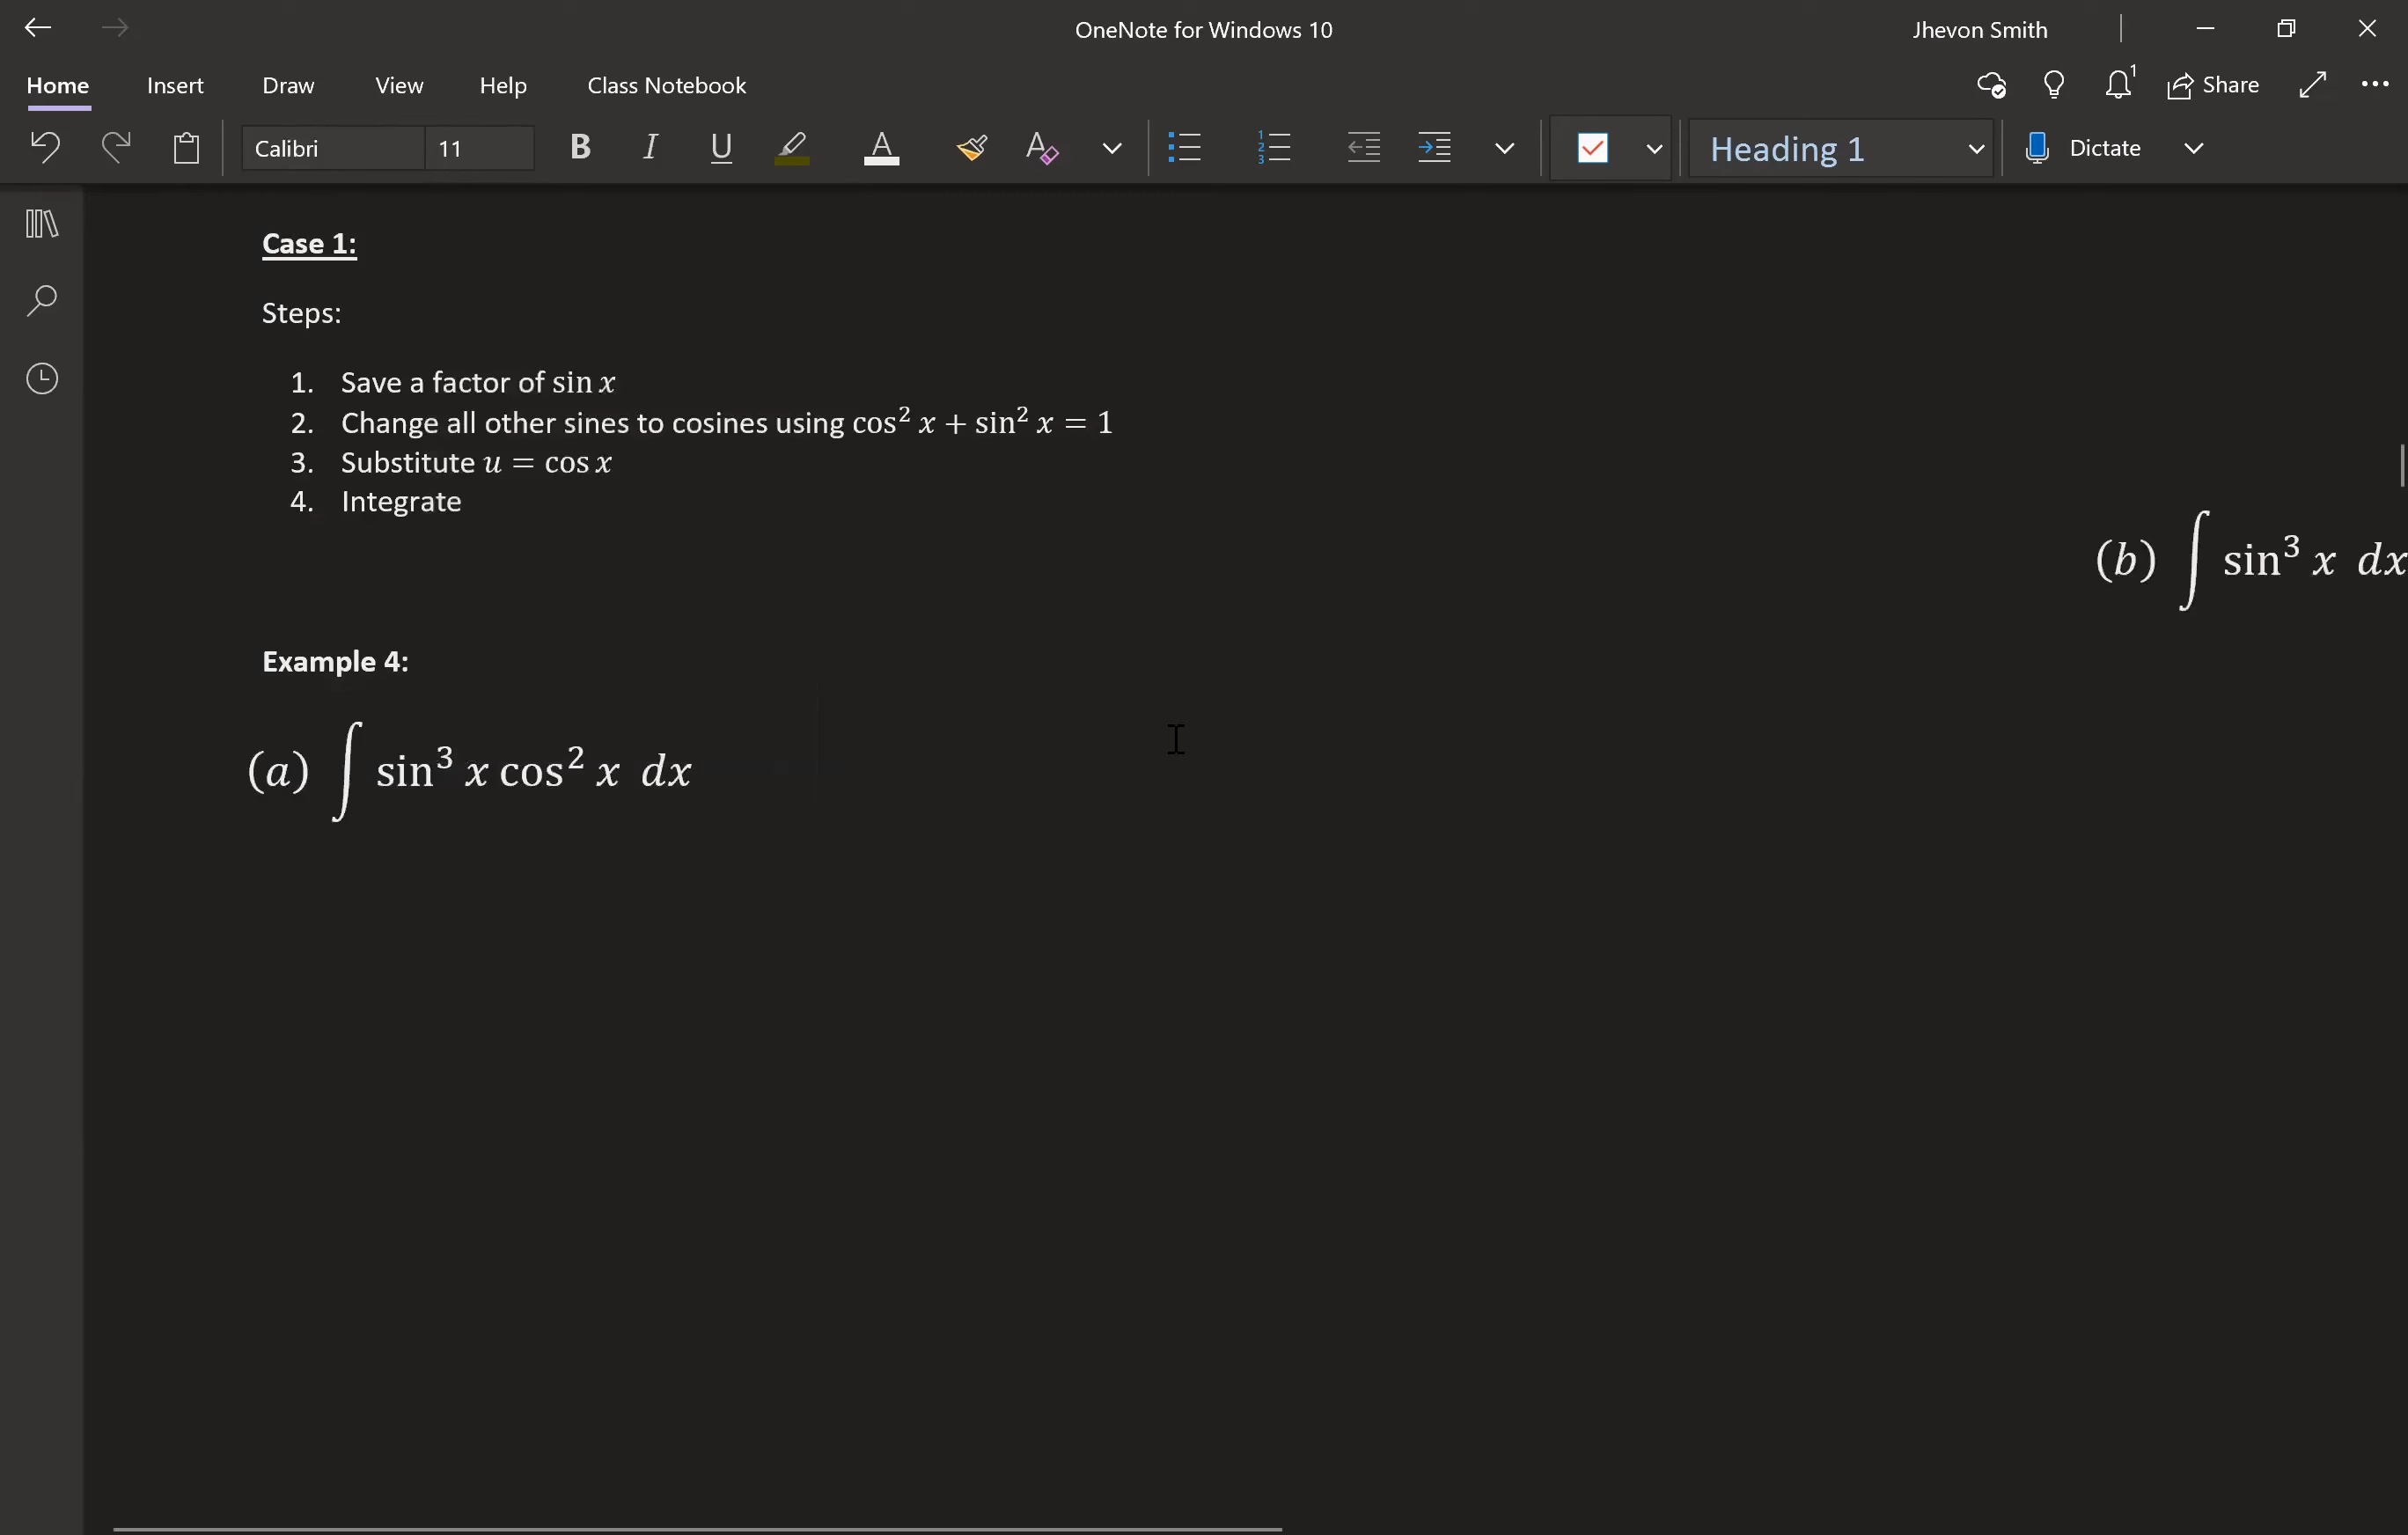 OneNote for Windows 10
Jhevon Smith
Home Insert Draw View Help Class Notebook
1 Share
Calibri 11 B I U A A Heading 1 Dictate
Case 1:
Steps:
1. Save a factor of sin x
2. Change all other sines to cosines using cos² x + sin² x = 1
3. Substitute u = cos x
4. Integrate
(b) ∫ sin³ x dx
Example 4:
(a) ∫ sin³ x cos² x dx